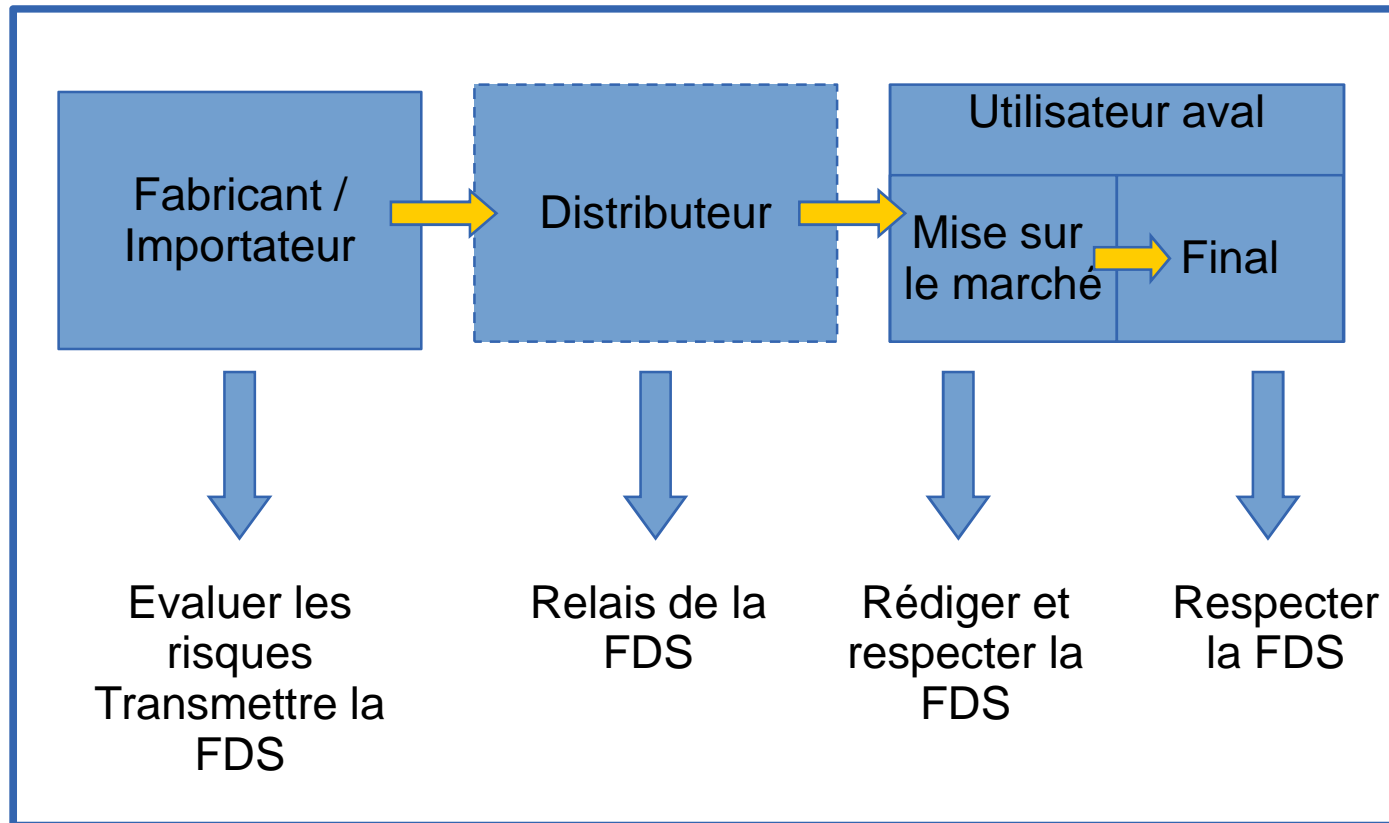 Fabricant /
Importateur
Distributeur
Utilisateur aval
Mise sur
le marché
Final
Evaluer les
risques
Transmettre la
FDS
Relais de la
FDS
Rédiger et
respecter la
FDS
Respecter
la FDS